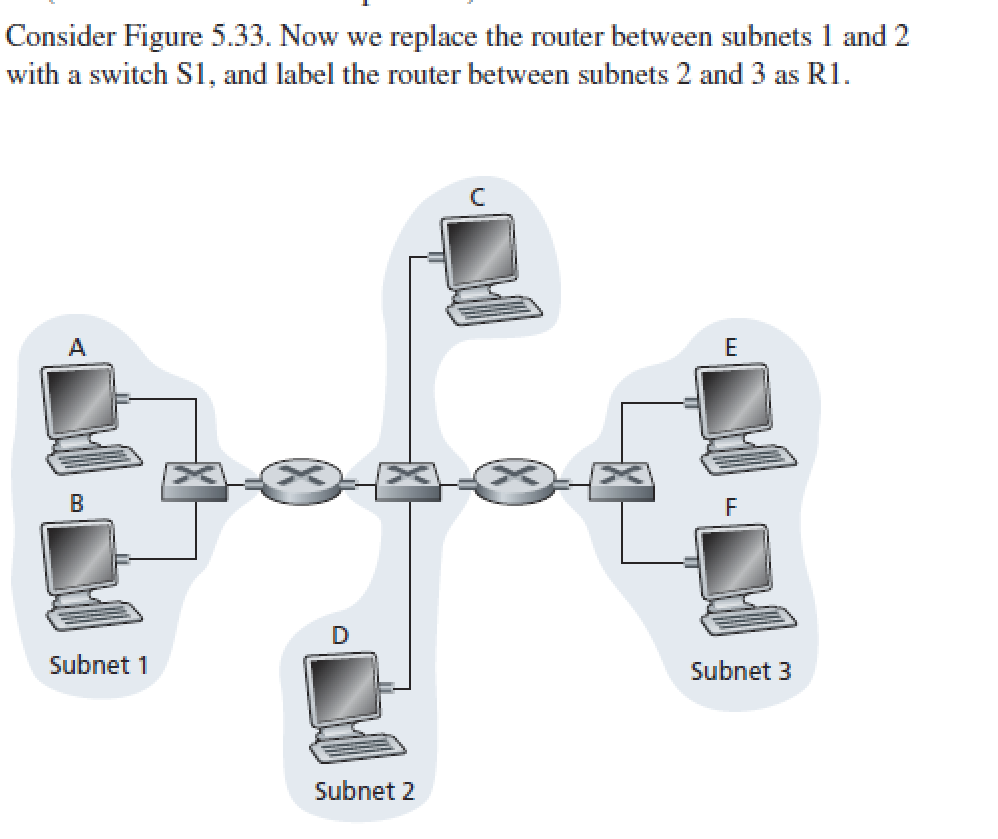 Consider Figure 5.33. Now we replace the router between subnets 1 and 2
with a switch S1, and label the router between subnets 2 and 3 as R1.
C
A
E
B
F
D
Subnet 1
Subnet 3
Subnet 2